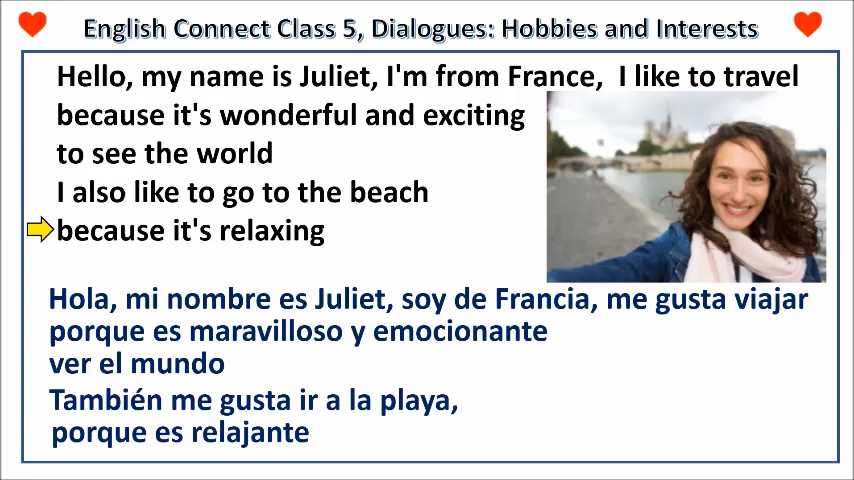 English Connect Class 5, Dialogues: Hobbies and Interests
Hello, my name is Juliet, I'm from France, I like to travel
because it's wonderful and exciting
to see the world
I also like to go to the beach
because it's relaxing
Hola, mi nombre es Juliet, soy de Francia, me gusta viajar
porque es maravilloso y emocionante
ver el mundo
También me gusta ir a la playa,
porque es relajante